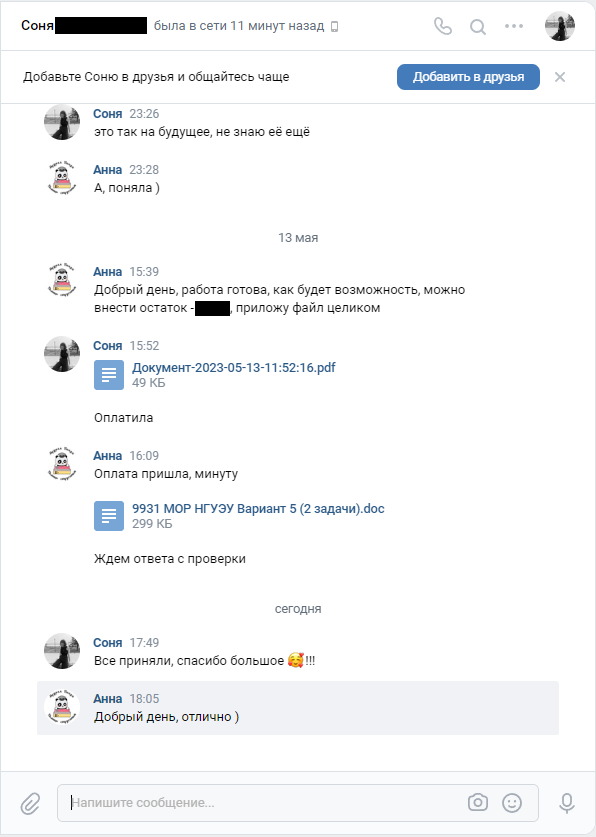 Соня была в сети 11 минут назад
Добавьте Соню в друзья и общайтесь чаще
Добавить в друзья
Соня 23:26
это так на будущее, не знаю её ещё
Анна 23:28
А, поняла )
13 мая
Анна 15:39
Добрый день, работа готова, как будет возможность, можно
внести остаток - , приложу файл целиком
Соня 15:52
Документ-2023-05-13-11:52:16.pdf
49 КБ
Оплатила
Анна 16:09
Оплата пришла, минуту
9931 МОР НГУЭУ Вариант 5 (2 задачи).doc
299 КБ
Ждем ответа с проверки
сегодня
Соня 17:49
Все приняли, спасибо большое 🥰!!!
Анна 18:05
Добрый день, отлично )
Напишите сообщение...